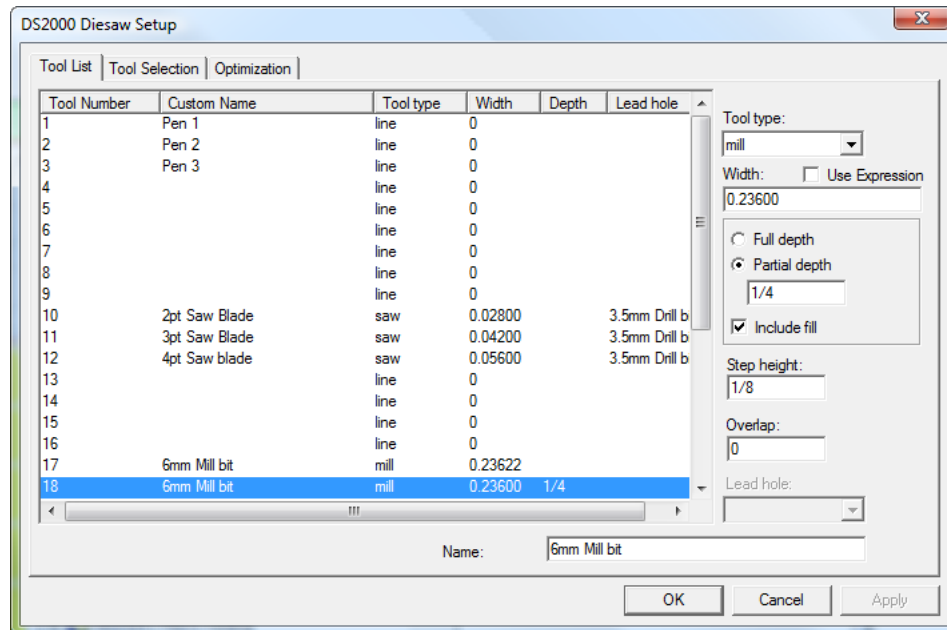 DS2000 Diesaw Setup
Tool List Tool Selection Optimization
Tool Number Custom Name Tool type Width Depth Lead hole
1 Pen 1 line 0
2 Pen 2 line 0
3 Pen 3 line 0
4 line 0
5 line 0
6 line 0
7 line 0
8 line 0
9 line 0
10 2pt Saw Blade saw 0.02800 3.5mm Drill b
11 3pt Saw Blade saw 0.04200 3.5mm Drill b
12 4pt Saw blade saw 0.05600 3.5mm Drill b
13 line 0
14 line 0
15 line 0
16 line 0
17 6mm Mill bit mill 0.23622
18 6mm Mill bit mill 0.23600 1/4
Tool type:
mill
Width: Use Expression
0.23600
Full depth
Partial depth
1/4
Include fill
Step height:
1/8
Overlap:
0
Lead hole:
Name: 6mm Mill bit
OK Cancel Apply